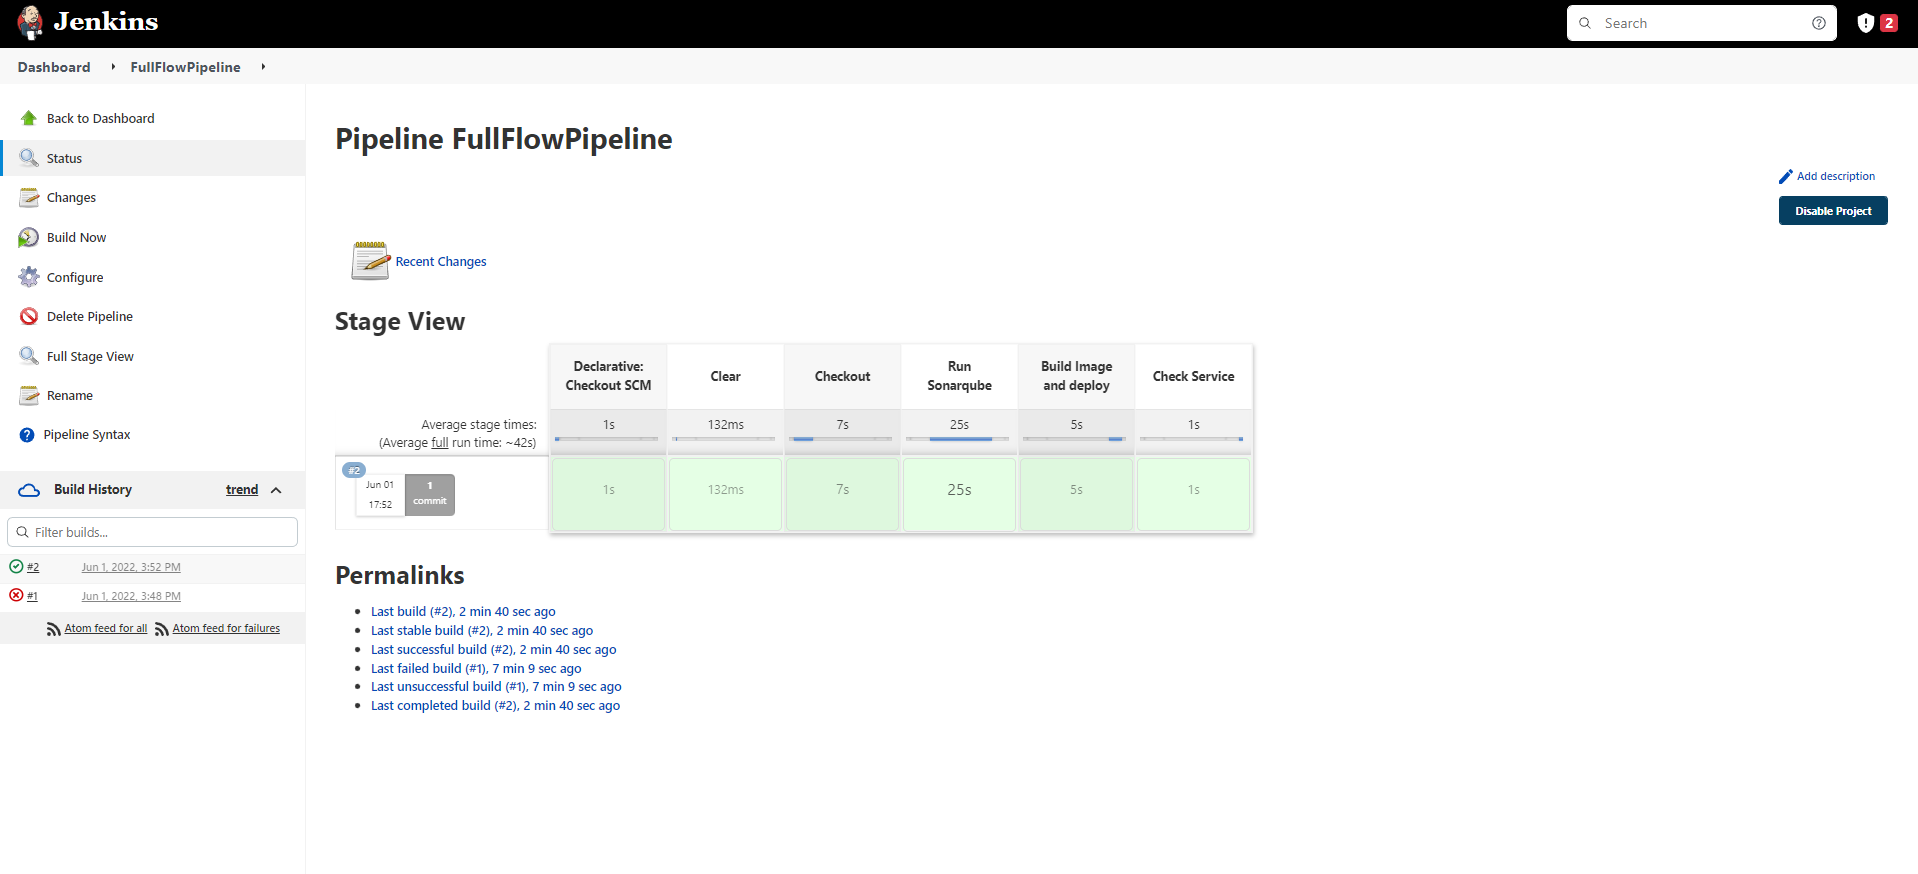 Jenkins
Search
2
Dashboard
FullFlowPipeline
Back to Dashboard
Status
Changes
Build Now
Configure
Delete Pipeline
Full Stage View
Rename
Pipeline Syntax
Build History
trend
Filter builds...
#2 Jun 1, 2022, 3:52 PM
#1 Jun 1, 2022, 3:48 PM
Atom feed for all Atom feed for failures
Pipeline FullFlowPipeline
Add description
Disable Project
Recent Changes
Stage View
Declarative:
Checkout SCM
Clear
Checkout
Run
Sonarqube
Build Image
and deploy
Check Service
Average stage times:
(Average full run time: ~42s)
1s 132ms 7s 25s 5s 1s
#2
Jun 01
17:52
1
commit
1s 132ms 7s 25s 5s 1s
Permalinks
Last build (#2), 2 min 40 sec ago
Last stable build (#2), 2 min 40 sec ago
Last successful build (#2), 2 min 40 sec ago
Last failed build (#1), 7 min 9 sec ago
Last unsuccessful build (#1), 7 min 9 sec ago
Last completed build (#2), 2 min 40 sec ago